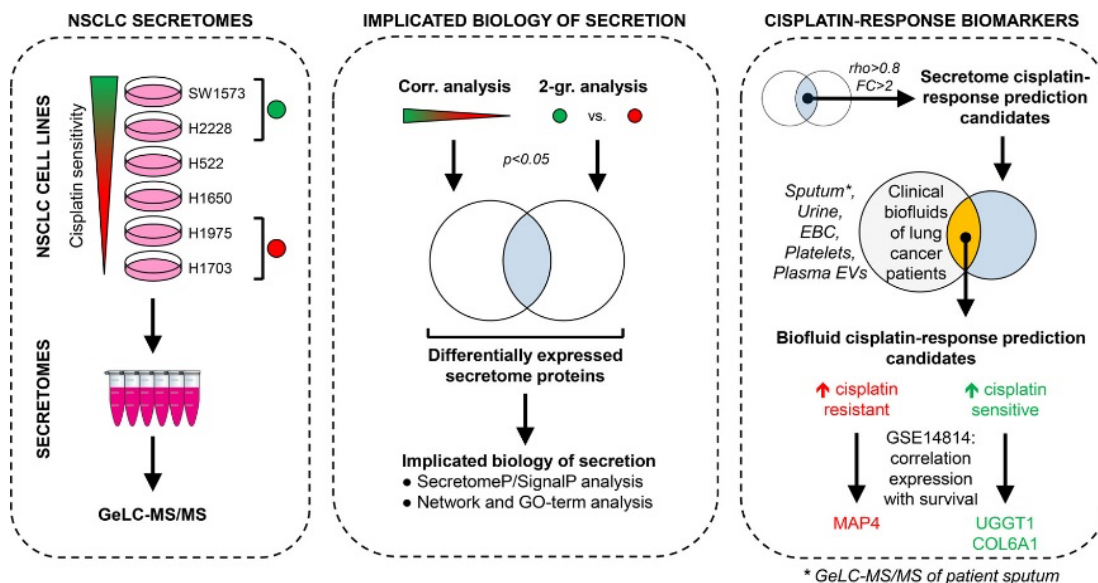 NSCLC SECRETOMES
NSCLC CELL LINES
Cisplatin sensitivity
SW1573
H2228
H522
H1650
H1975
H1703
SECRETOMES
GeLC-MS/MS
IMPLICATED BIOLOGY OF SECRETION
Corr. analysis
2-gr. analysis
vs.
p<0.05
Differentially expressed
secretome proteins
Implicated biology of secretion
● SecretomeP/SignalP analysis
● Network and GO-term analysis
CISPLATIN-RESPONSE BIOMARKERS
rho>0.8
FC>2
Secretome cisplatin-
response prediction
candidates
Sputum*,
Urine,
EBC,
Platelets,
Plasma EVs
Clinical
biofluids
of lung
cancer
patients
Biofluid cisplatin-response prediction
candidates
↑ cisplatin
resistant
↑ cisplatin
sensitive
GSE14814:
correlation
expression
with survival
MAP4
UGGT1
COL6A1
* GeLC-MS/MS of patient sputum